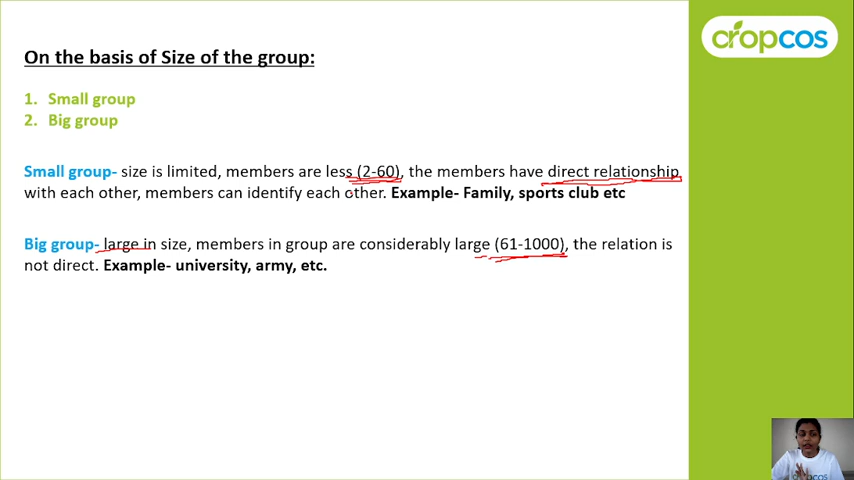 cropcos
On the basis of Size of the group:
1. Small group
2. Big group
Small group- size is limited, members are less (2-60), the members have direct relationship
with each other, members can identify each other. Example- Family, sports club etc
Big group- large in size, members in group are considerably large (61-1000), the relation is
not direct. Example- university, army, etc.
cropcos